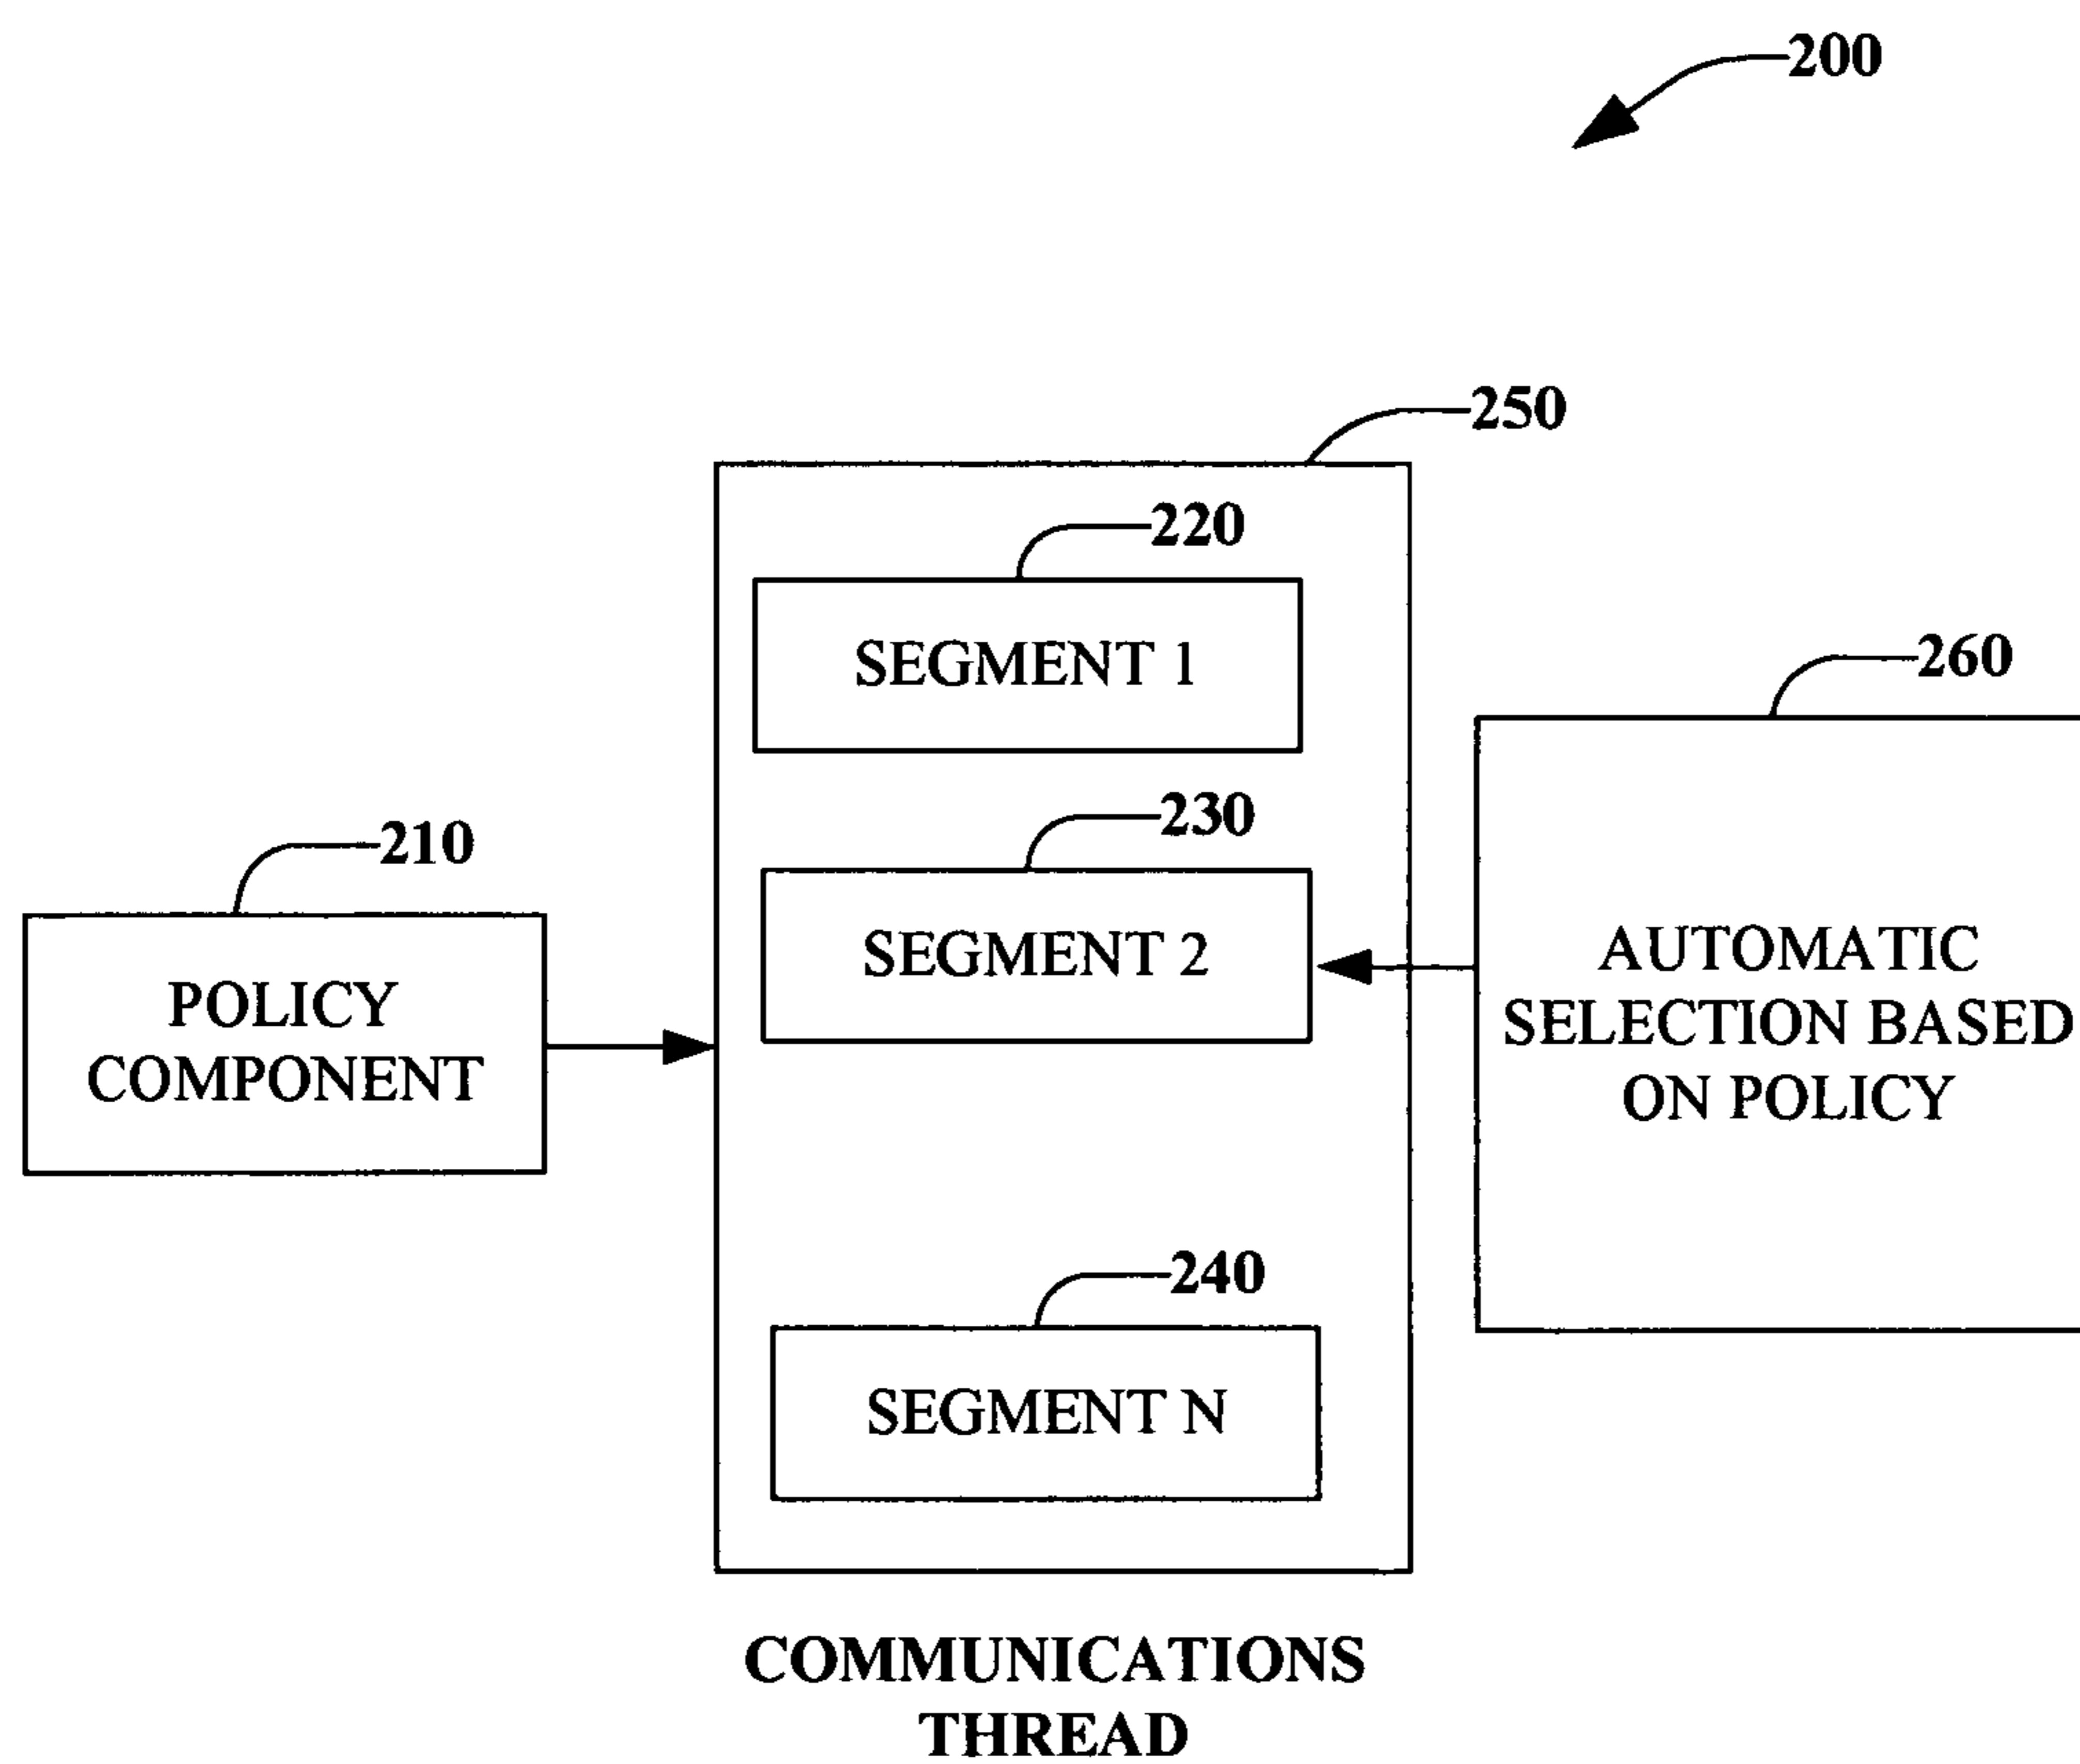 200
250
220
SEGMENT 1
260
230
210
SEGMENT 2
AUTOMATIC
SELECTION BASED
ON POLICY
POLICY
COMPONENT
240
SEGMENT N
COMMUNICATIONS
THREAD